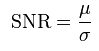 SNR = μ/σ